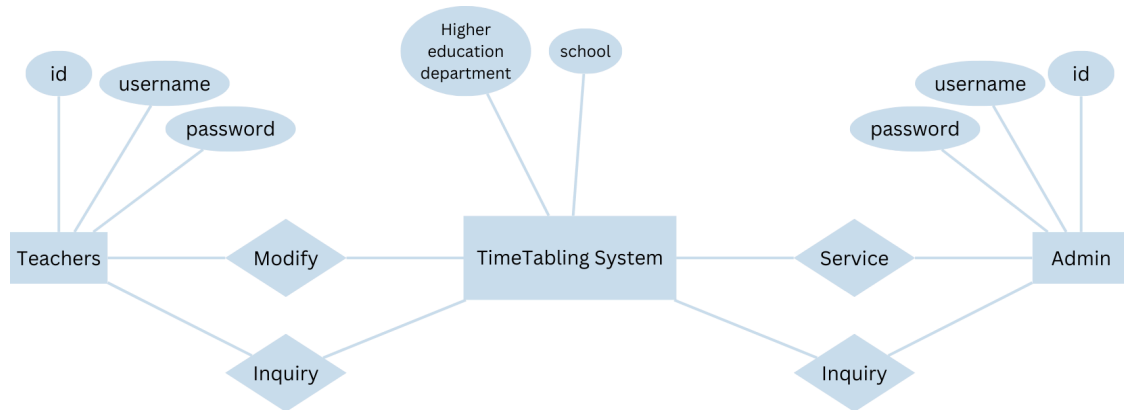 Higher
education
department
school
id
username
password
id
username
password
Teachers
Modify
TimeTabling System
Service
Admin
Inquiry
Inquiry